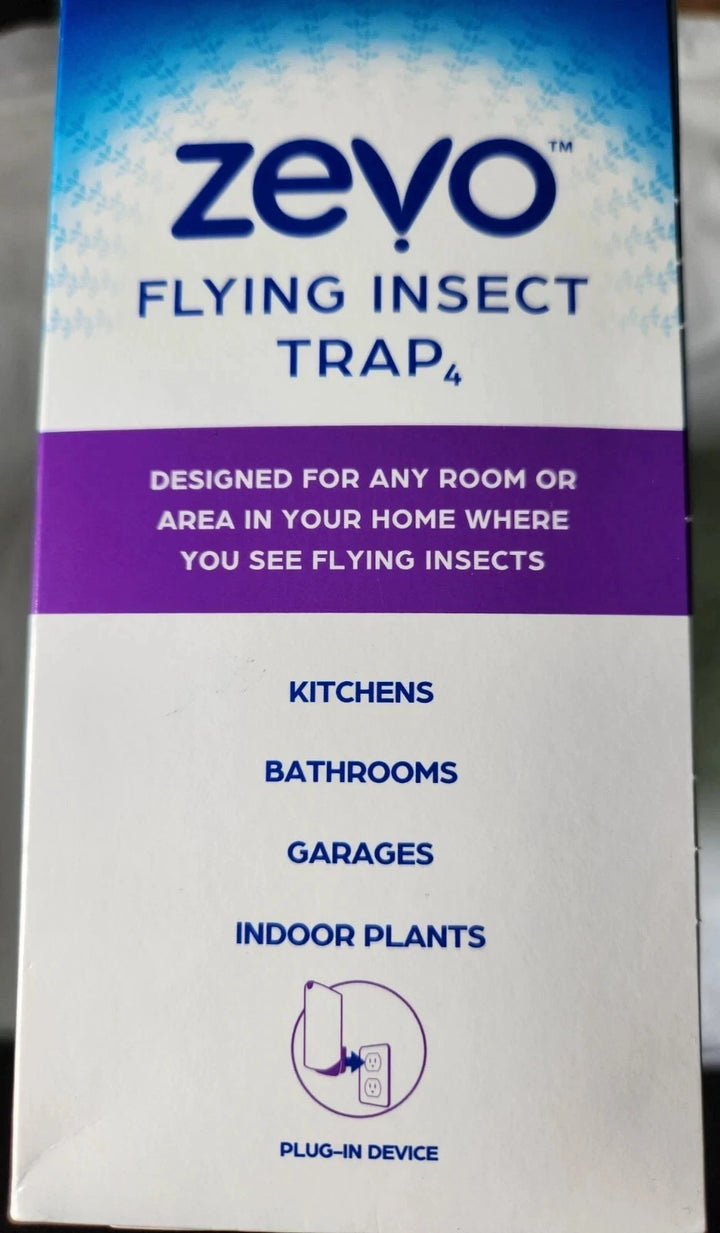 zevo™
FLYING INSECT
TRAP₄
DESIGNED FOR ANY ROOM OR
AREA IN YOUR HOME WHERE
YOU SEE FLYING INSECTS
KITCHENS
BATHROOMS
GARAGES
INDOOR PLANTS
PLUG-IN DEVICE